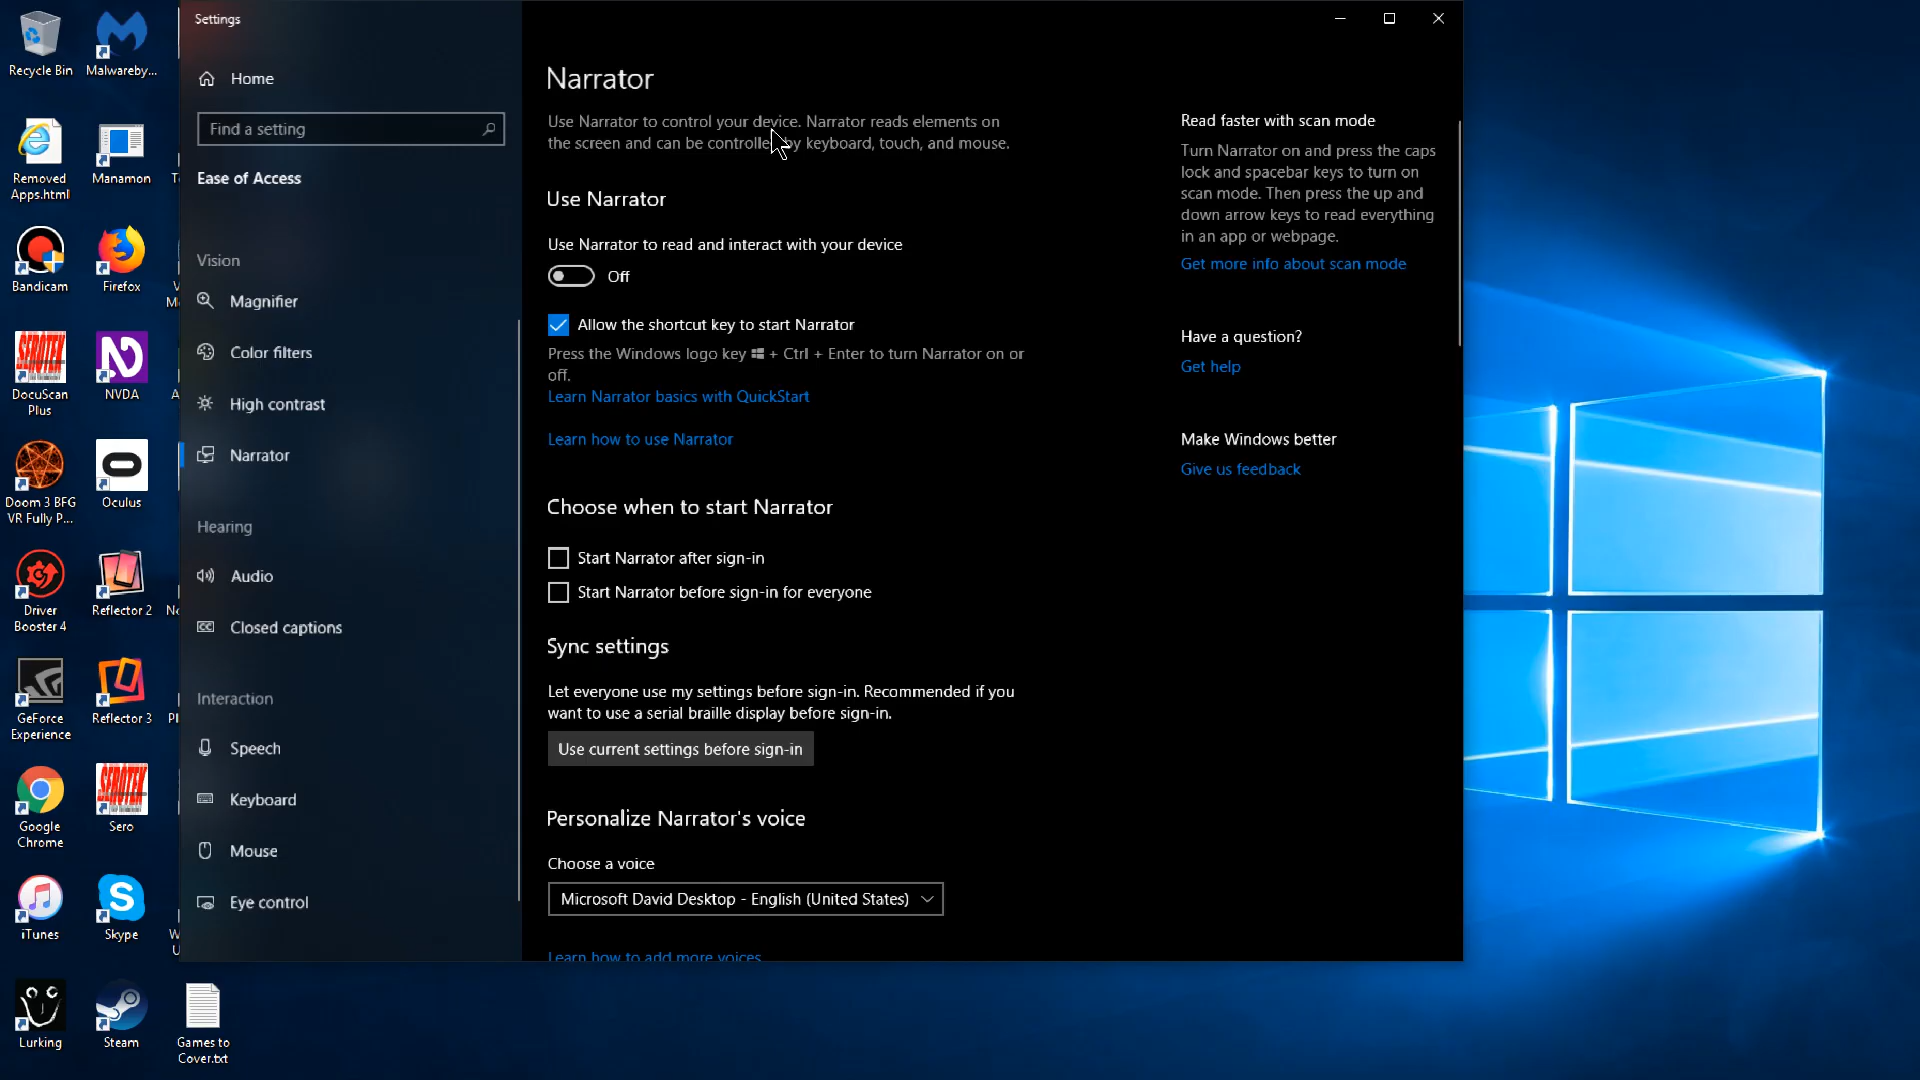 Recycle Bin
Malwareby...
Removed
Apps.html
Manamon
Bandicam
Firefox
DocuScan
Plus
NVDA
Doom 3 BFG
VR Fully P...
Oculus
Driver
Booster 4
Reflector 2
GeForce
Experience
Reflector 3
Google
Chrome
SEROTEK
Sero
iTunes
Skype
Lurking
Steam
Games to
Cover.txt
Settings
Home
Find a setting
Ease of Access
Vision
Magnifier
Color filters
High contrast
Narrator
Hearing
Audio
Closed captions
Interaction
Speech
Keyboard
Mouse
Eye control
Narrator
Use Narrator to control your device. Narrator reads elements on
the screen and can be controlled by keyboard, touch, and mouse.
Use Narrator
Use Narrator to read and interact with your device
Off
Allow the shortcut key to start Narrator
Press the Windows logo key + Ctrl + Enter to turn Narrator on or
off.
Learn Narrator basics with QuickStart
Learn how to use Narrator
Choose when to start Narrator
Start Narrator after sign-in
Start Narrator before sign-in for everyone
Sync settings
Let everyone use my settings before sign-in. Recommended if you
want to use a serial braille display before sign-in.
Use current settings before sign-in
Personalize Narrator's voice
Choose a voice
Microsoft David Desktop - English (United States)
Learn how to add more voices
Read faster with scan mode
Turn Narrator on and press the caps
lock and spacebar keys to turn on
scan mode. Then press the up and
down arrow keys to read everything
in an app or webpage.
Get more info about scan mode
Have a question?
Get help
Make Windows better
Give us feedback